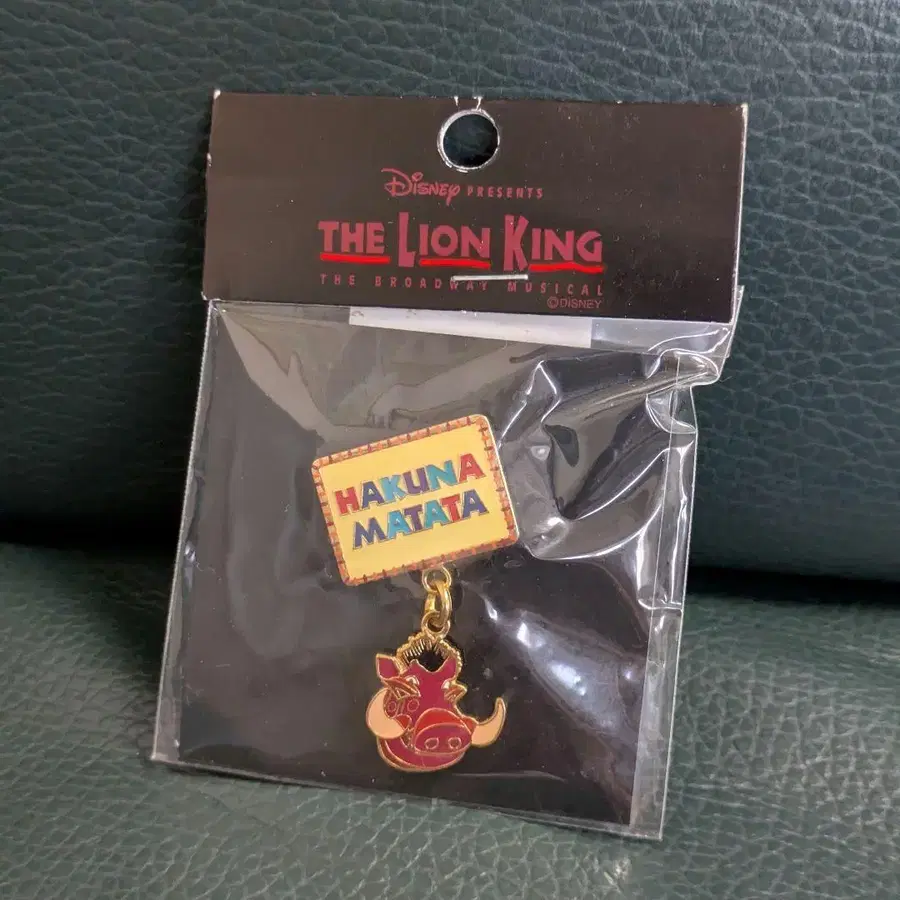 Disney PRESENTS
THE LION KING
THE BROADWAY MUSICAL
©DISNEY
HAKUNA
MATATA